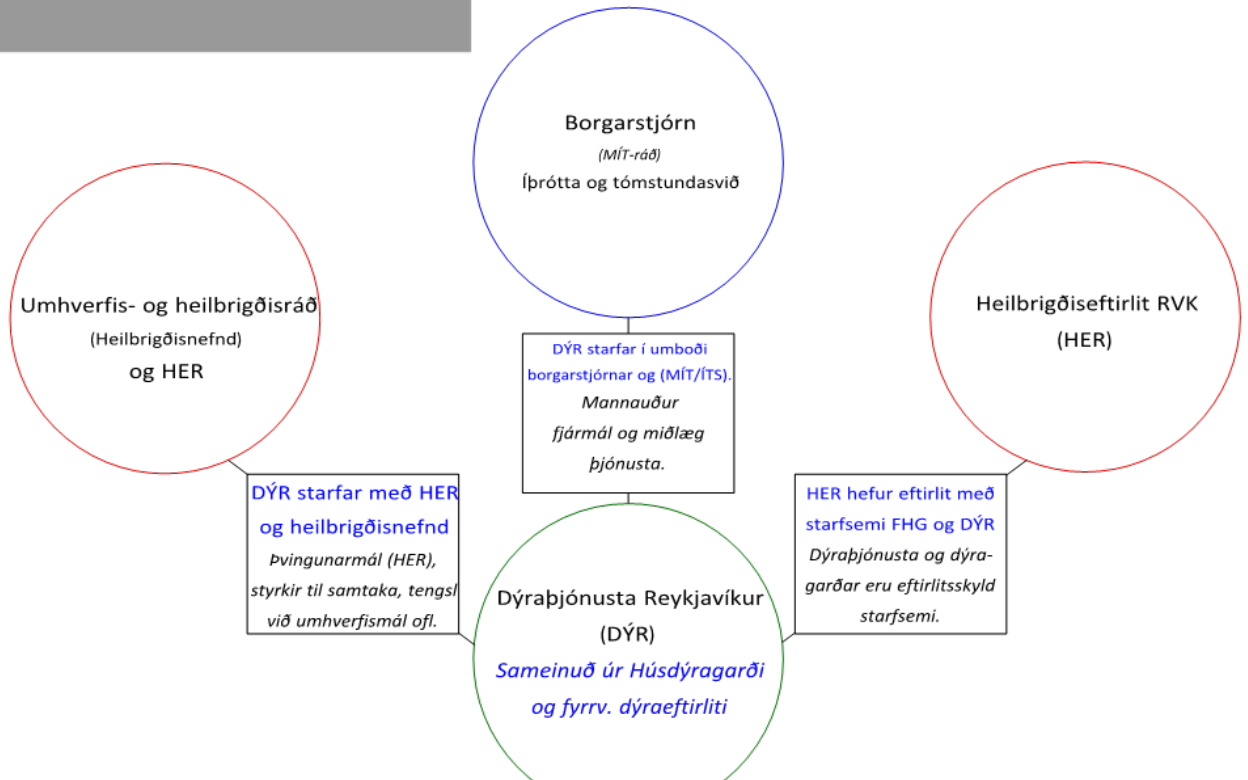 Borgarstjórn
(MÍT-ráð)
Íþrótta og tómstundasvið
Umhverfis- og heilbrigðisráð
(Heilbrigðisnefnd)
og HER
Heilbrigðiseftirlit RVK
(HER)
DÝR starfar í umboði
borgarstjórnar og (MÍT/ÍTS).
Mannauður
fjármál og miðlæg
þjónusta.
DÝR starfar með HER
og heilbrigðisnefnd
Þvingunarmál (HER),
styrkir til samtaka, tengsl
við umhverfismál ofl.
HER hefur eftirlit með
starfsemi FHG og DÝR
Dýraþjónusta og dýra-
garðar eru eftirlitsskyld
starfsemi.
Dýraþjónusta Reykjavíkur
(DÝR)
Sameinuð úr Húsdýragarði
og fyrrv. dýraeftirliti